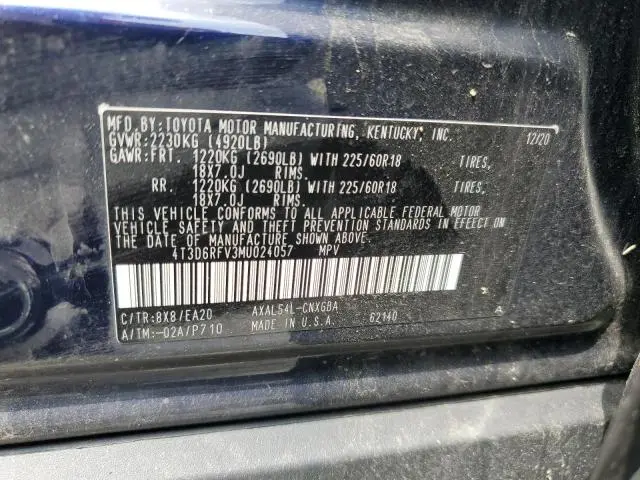 MFD. BY: TOYOTA MOTOR MANUFACTURING, KENTUCKY, INC. 12/20
GVWR: 2230KG (4920LB)
GAWR: FRT. 1220KG (2690LB) WITH 225/60R18 TIRES,
18X7.0J RIMS.
RR. 1220KG (2690LB) WITH 225/60R18 TIRES,
18X7.0J RIMS.
THIS VEHICLE CONFORMS TO ALL APPLICABLE FEDERAL MOTOR
VEHICLE SAFETY AND THEFT PREVENTION STANDARDS IN EFFECT ON
THE DATE OF MANUFACTURE SHOWN ABOVE.
4T3D6RFV3MU024057 MPV
C/TR: 8X8/EA20 AXAL54L-CNXGBA
A/TM: -02A/P710 MADE IN U.S.A. 62140